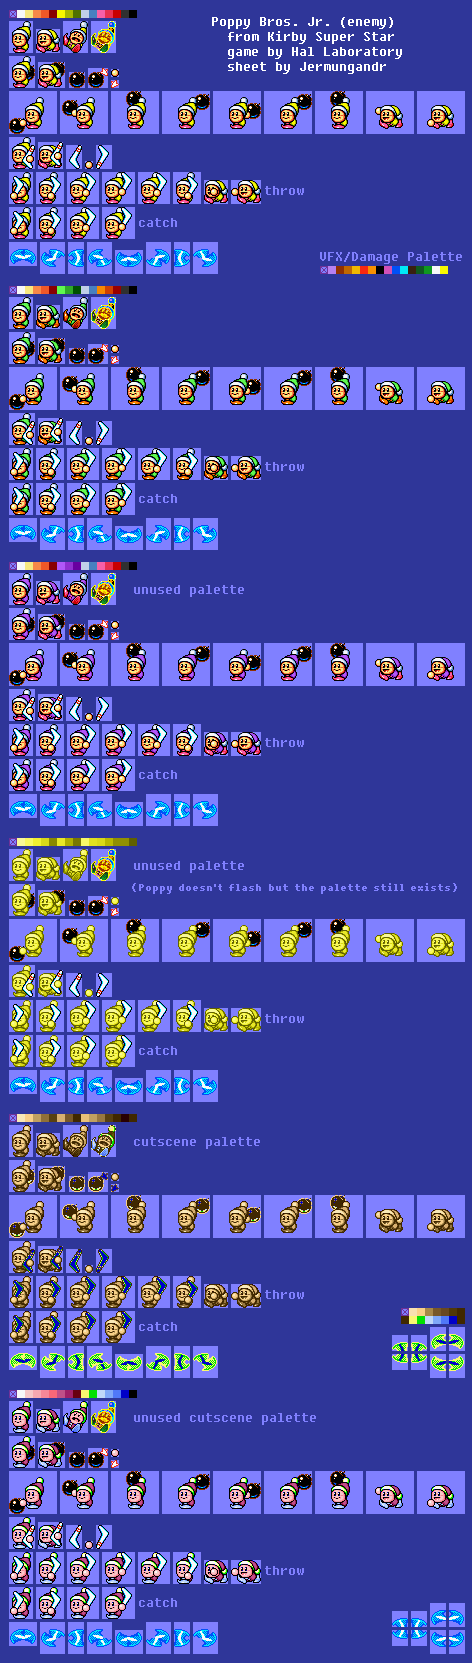 Poppy Bros. Jr. (enemy)
from Kirby Super Star
game by Hal Laboratory
sheet by Jermungandr
throw
catch
VFX/Damage Palette
throw
catch
unused palette
throw
catch
unused palette
(Poppy doesn't flash but the palette still exists)
throw
catch
cutscene palette
throw
catch
unused cutscene palette
throw
catch